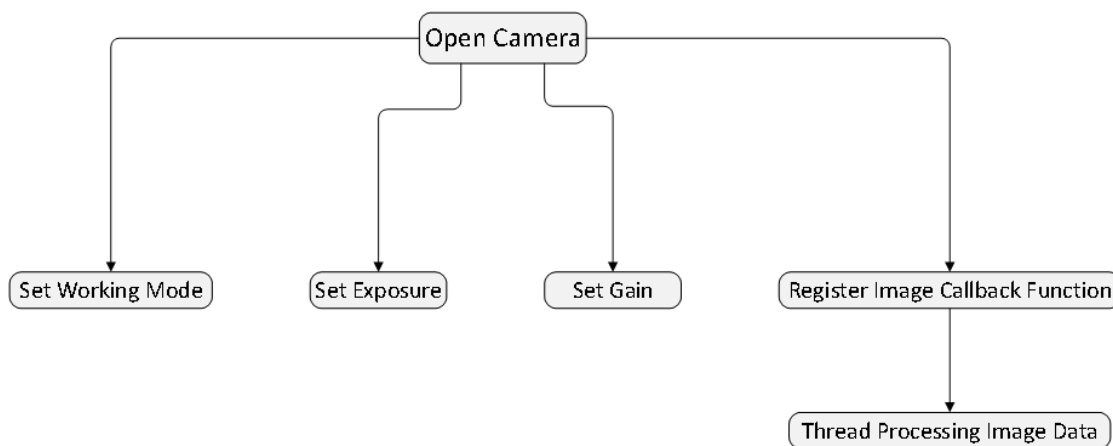 Open Camera
Set Working Mode
Set Exposure
Set Gain
Register Image Callback Function
Thread Processing Image Data